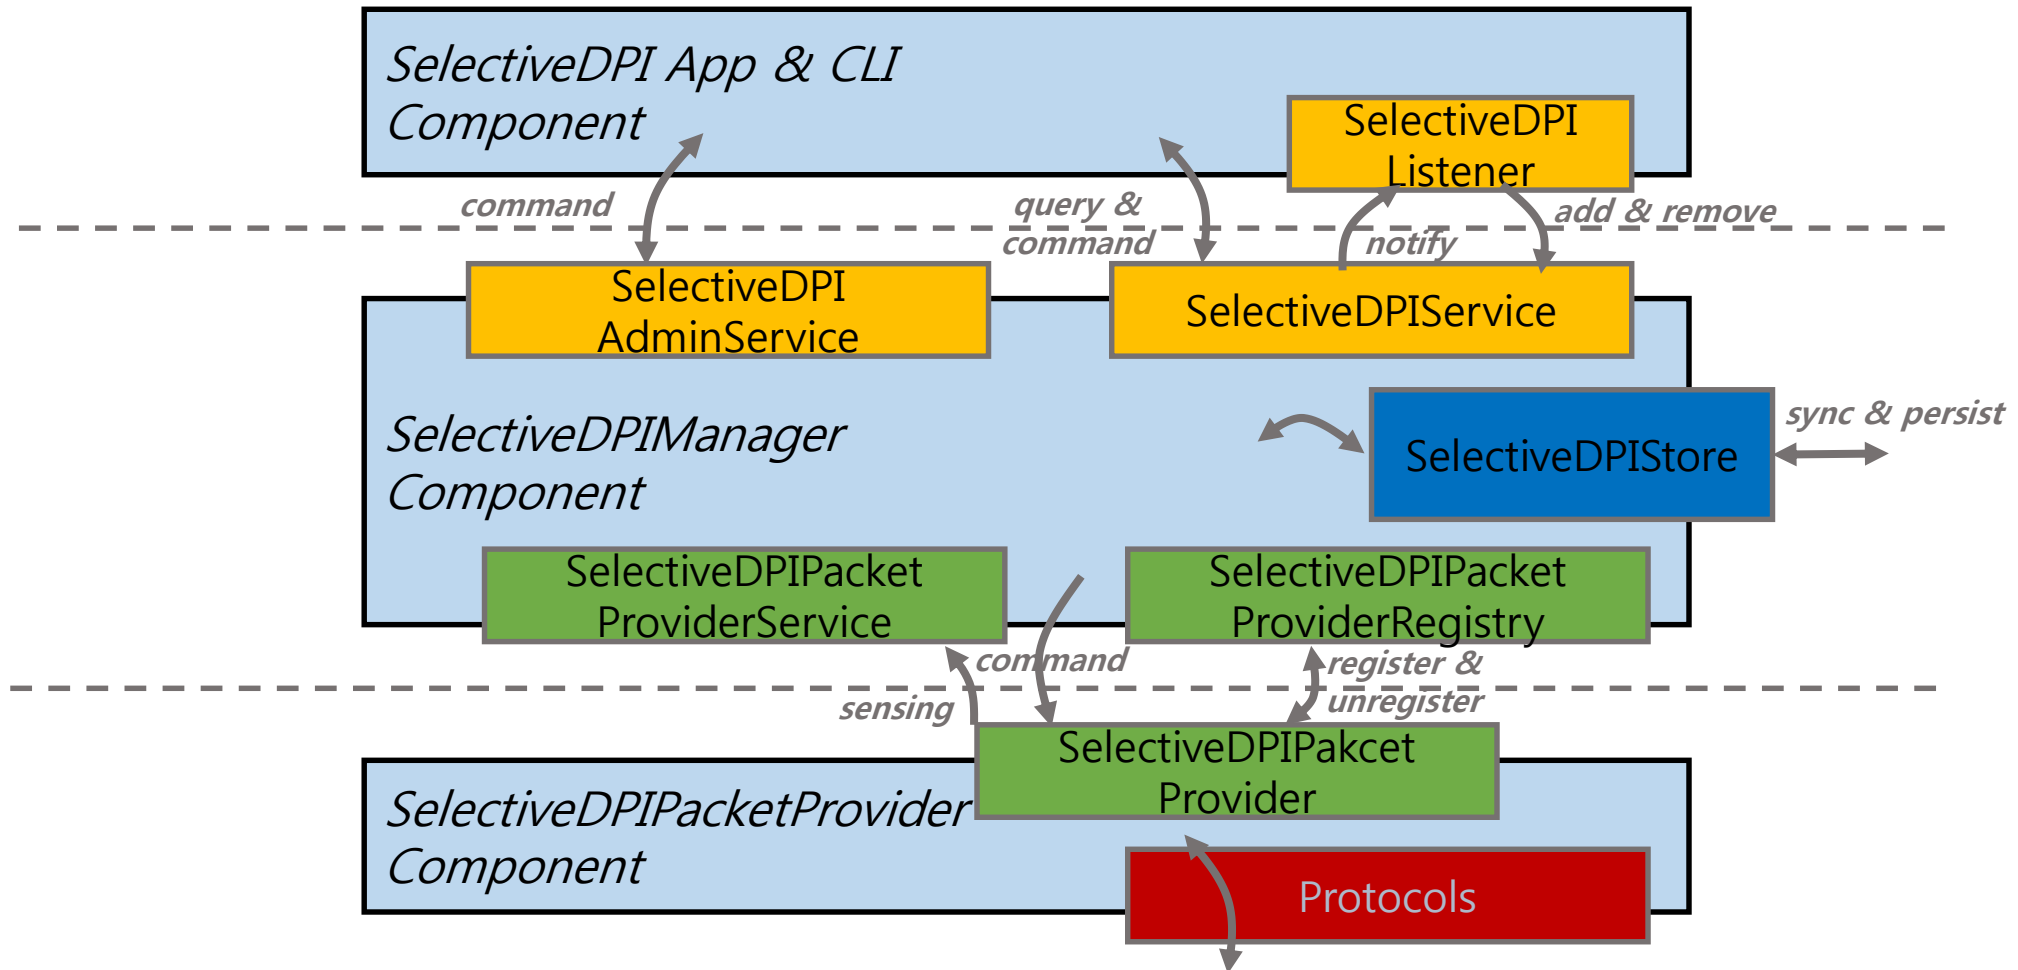 SelectiveDPI App & CLI
Component
SelectiveDPI
Listener
command
query &
command
notify
add & remove
SelectiveDPI
AdminService
SelectiveDPIService
SelectiveDPIManager
Component
SelectiveDPIStore
sync & persist
SelectiveDPIPacket
ProviderService
SelectiveDPIPacket
ProviderRegistry
command
sensing
register &
unregister
SelectiveDPIPakcet
Provider
SelectiveDPIPacketProvider
Component
Protocols